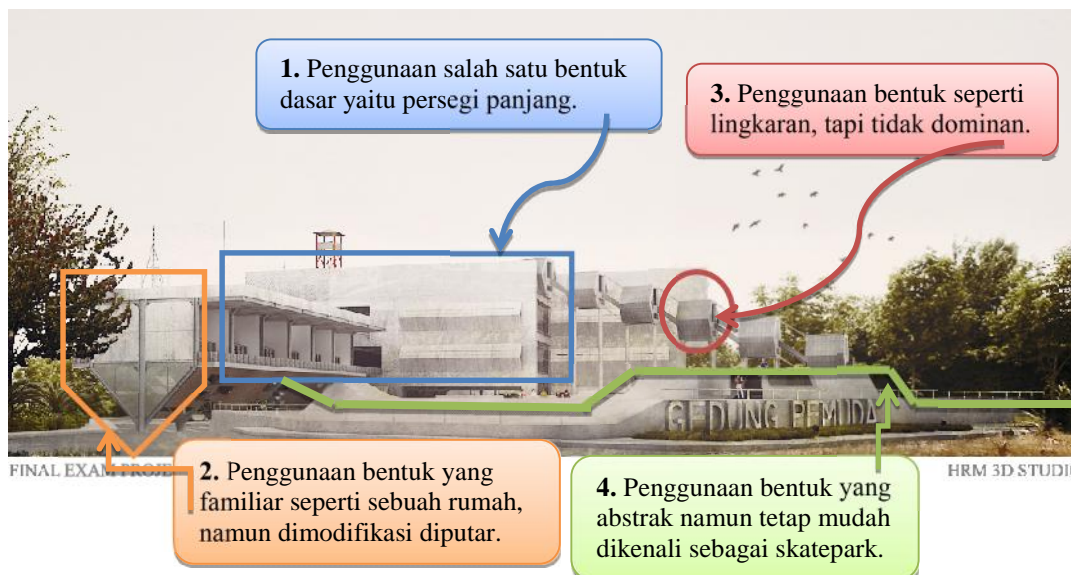 1. Penggunaan salah satu bentuk
dasar yaitu persegi panjang.
3. Penggunaan bentuk seperti
lingkaran, tapi tidak dominan.
GEDUNG PEMUDA
FINAL EXAM PROJE
HRM 3D STUDIO
2. Penggunaan bentuk yang
familiar seperti sebuah rumah,
namun dimodifikasi diputar.
4. Penggunaan bentuk yang
abstrak namun tetap mudah
dikenali sebagai skatepark.